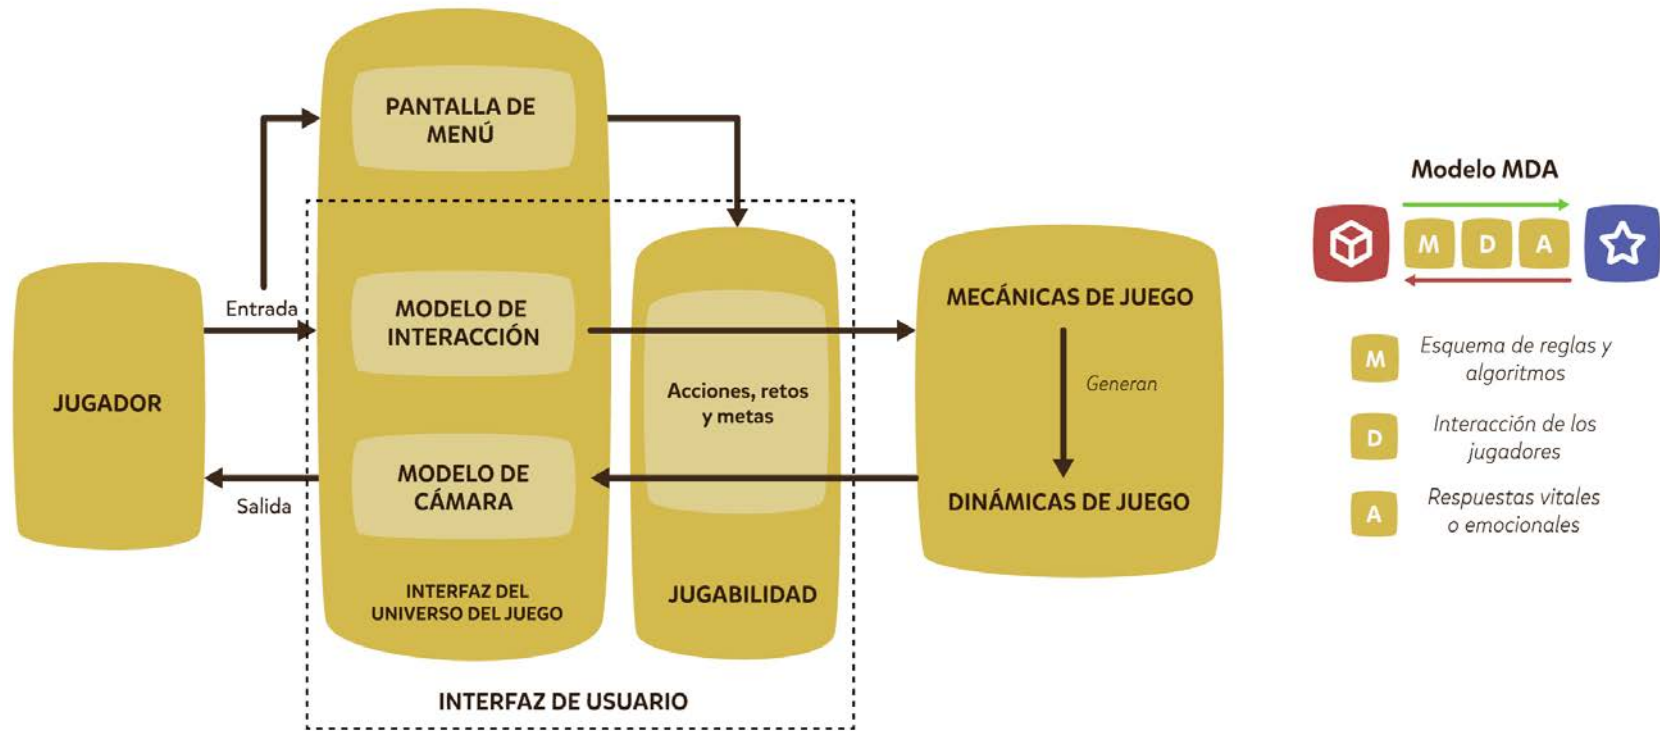 PANTALLA DE
MENÚ
Entrada
MODELO DE
INTERACCIÓN
JUGADOR
MODELO DE
CÁMARA
Salida
INTERFAZ DEL
UNIVERSO DEL JUEGO
Acciones, retos
y metas
JUGABILIDAD
INTERFAZ DE USUARIO
MECÁNICAS DE JUEGO
Generan
DINÁMICAS DE JUEGO
Modelo MDA
M D A
M Esquema de reglas y
algoritmos
D Interacción de los
jugadores
A Respuestas vitales
o emocionales